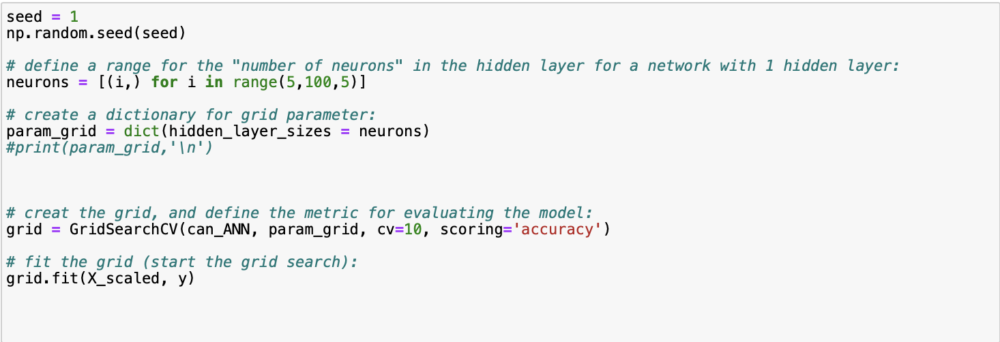 seed = 1
np.random.seed(seed)
# define a range for the "number of neurons" in the hidden layer for a network with 1 hidden layer:
neurons = [(i,) for i in range(5,100,5)]
# create a dictionary for grid parameter:
param_grid = dict(hidden_layer_sizes = neurons)
#print(param_grid,'\n')
# creat the grid, and define the metric for evaluating the model:
grid = GridSearchCV(can_ANN, param_grid, cv=10, scoring='accuracy')
# fit the grid (start the grid search):
grid.fit(X_scaled, y)